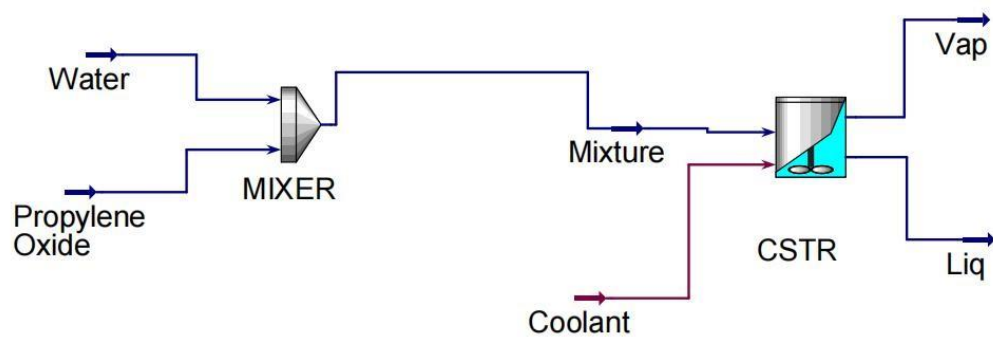 Water
Propylene
Oxide
MIXER
Mixture
Coolant
CSTR
Vap
Liq